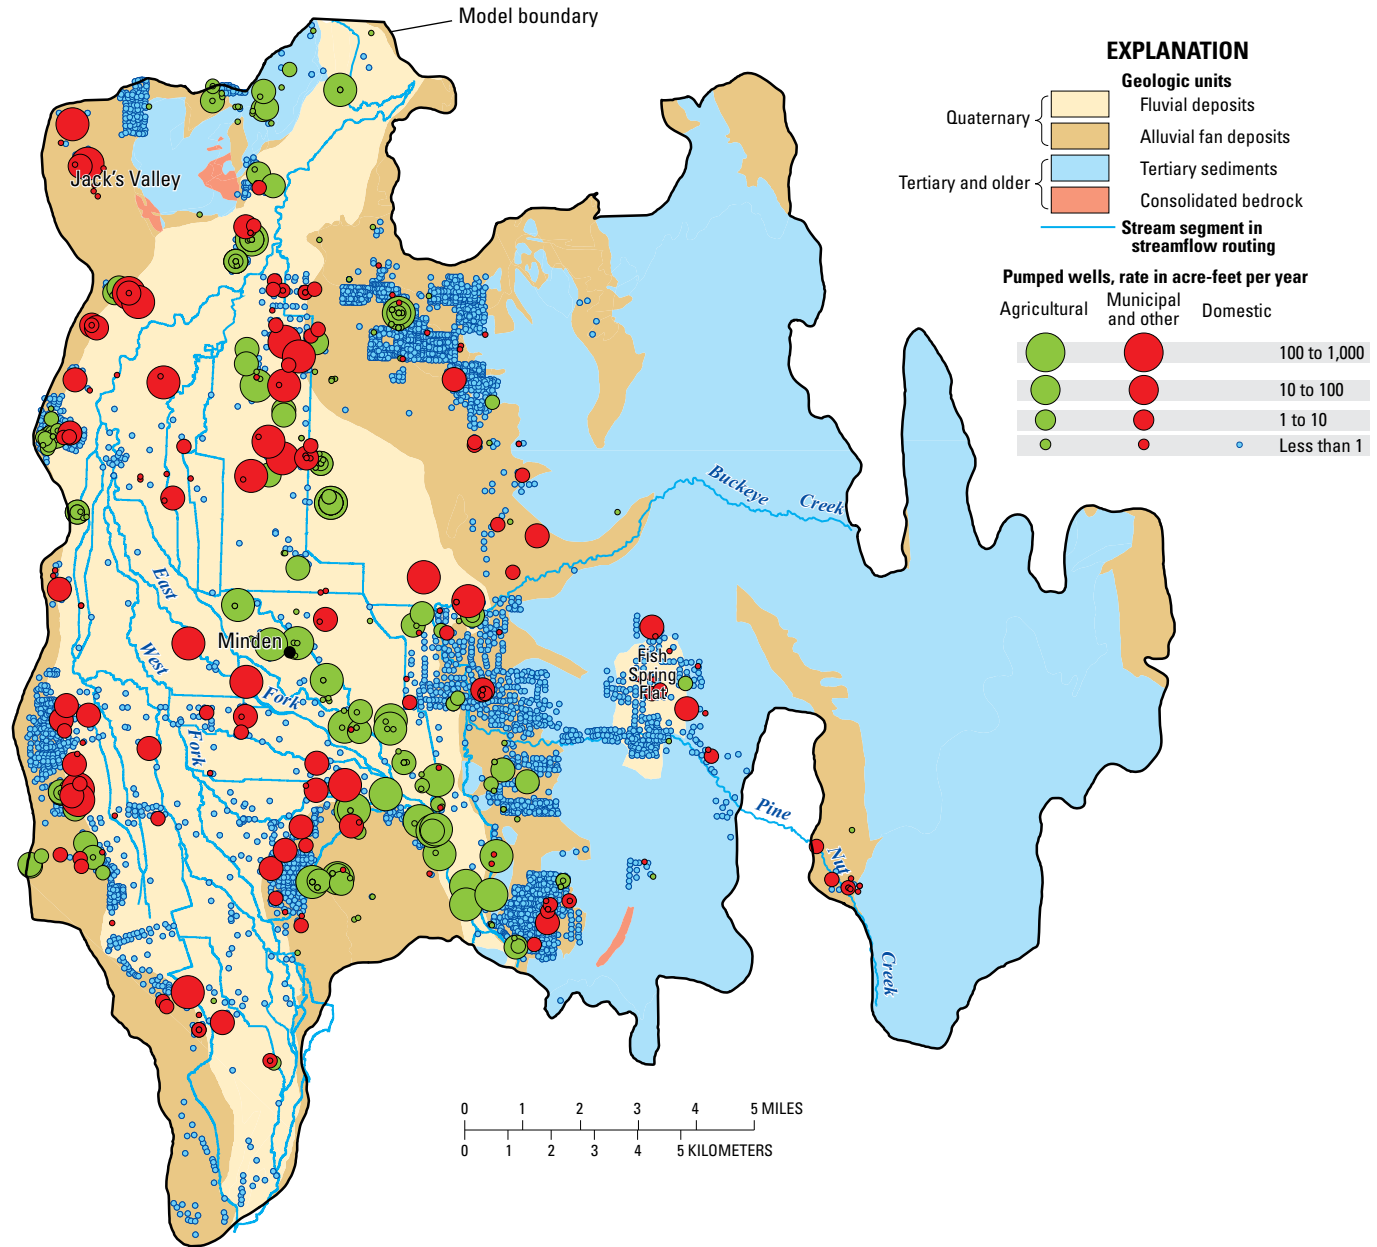 Model boundary
EXPLANATION
Geologic units
Quaternary
Fluvial deposits
Alluvial fan deposits
Tertiary and older
Tertiary sediments
Consolidated bedrock
Stream segment in
streamflow routing
Pumped wells, rate in acre-feet per year
Agricultural
Municipal
and other
Domestic
100 to 1,000
10 to 100
1 to 10
Less than 1
Jack's Valley
Buckeye Creek
East
Fork
West
Fork
Minden
Fish
Spring
Flat
Pine
Nut
Creek
0 1 2 3 4 5 MILES
0 1 2 3 4 5 KILOMETERS